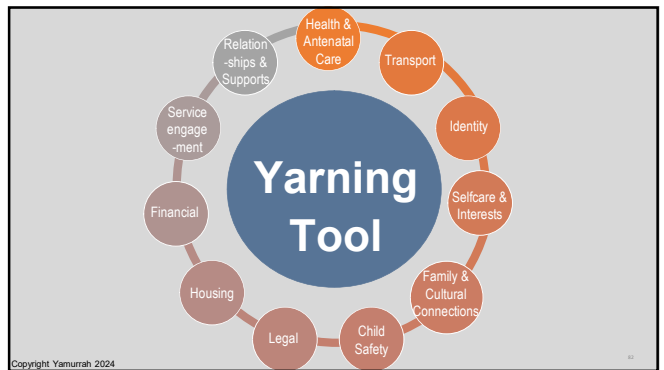 Health &
Antenatal
Care
Transport
Identity
Selfcare &
Interests
Family &
Cultural
Connections
Child
Safety
Legal
Housing
Financial
Service
engage
-ment
Relation
-ships &
Supports
Yarning
Tool
Copyright Yamurrah 2024
83